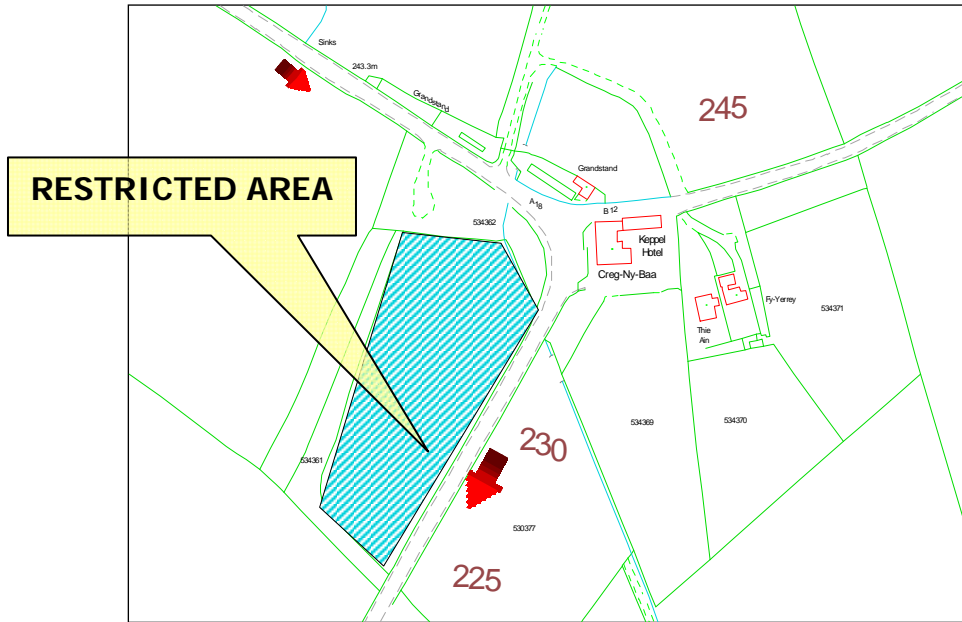 Sinks
243.3m
Grandstand
245
RESTRICTED AREA
Grandstand
A18
B 12
534362
Keppel
Hotel
Creg-Ny-Baa
Fy-Yerrey
534371
Thie
Ain
230
534369
534370
534361
530377
225